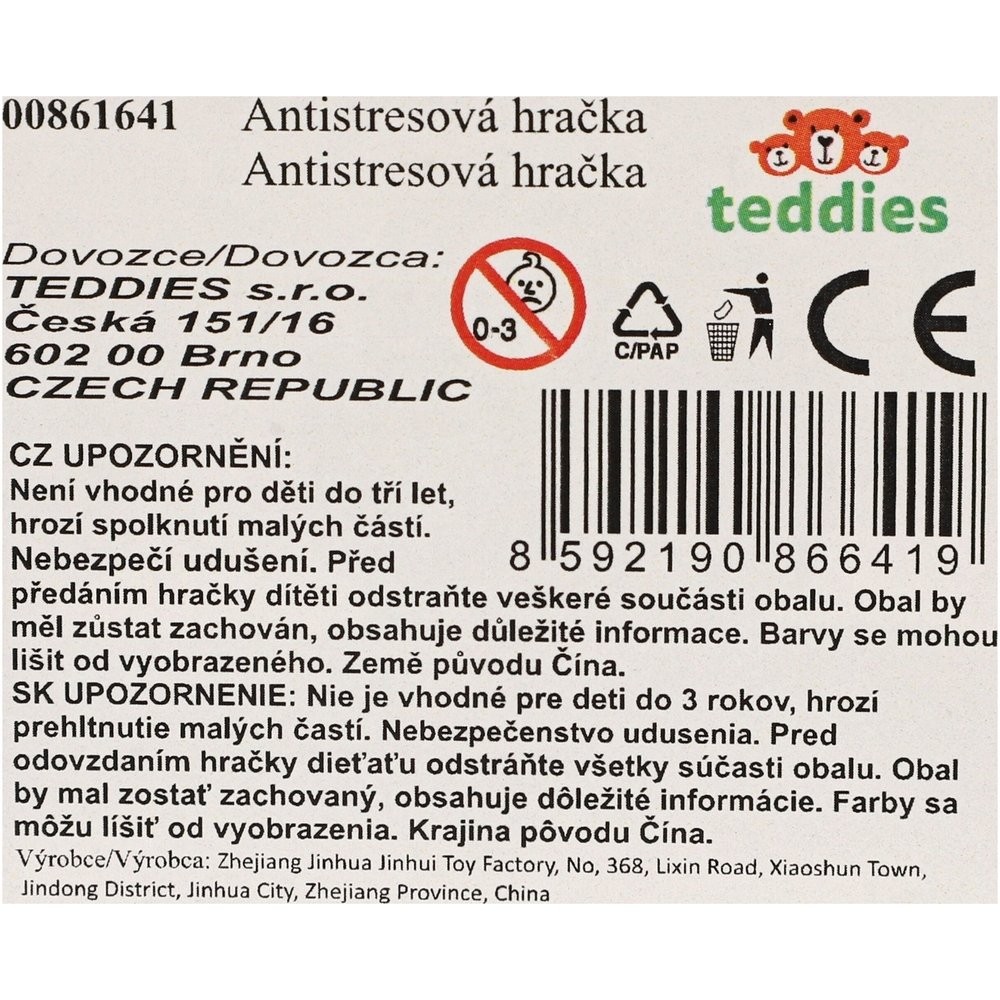 00861641 Antistresová hračka
Antistresová hračka
teddies
Dovozce/Dovozca:
TEDDIES s.r.o.
Česká 151/16
602 00 Brno
CZECH REPUBLIC
0-3
C/PAP
CE
CZ UPOZORNĚNÍ:
Není vhodné pro děti do tří let,
hrozí spolknutí malých částí.
Nebezpečí udušení. Před
8 592190 866419
předáním hračky dítěti odstraňte veškeré součásti obalu. Obal by
měl zůstat zachován, obsahuje důležité informace. Barvy se mohou
lišit od vyobrazeného. Země původu Čína.
SK UPOZORNENIE: Nie je vhodné pre deti do 3 rokov, hrozí
prehltnutie malých častí. Nebezpečenstvo udusenia. Pred
odovzdaním hračky dieťaťu odstráňte všetky súčasti obalu. Obal
by mal zostať zachovaný, obsahuje dôležité informácie. Farby sa
môžu líšiť od vyobrazenia. Krajina pôvodu Čína.
Výrobce/Výrobca: Zhejiang Jinhua Jinhui Toy Factory, No, 368, Lixin Road, Xiaoshun Town,
Jindong District, Jinhua City, Zhejiang Province, China